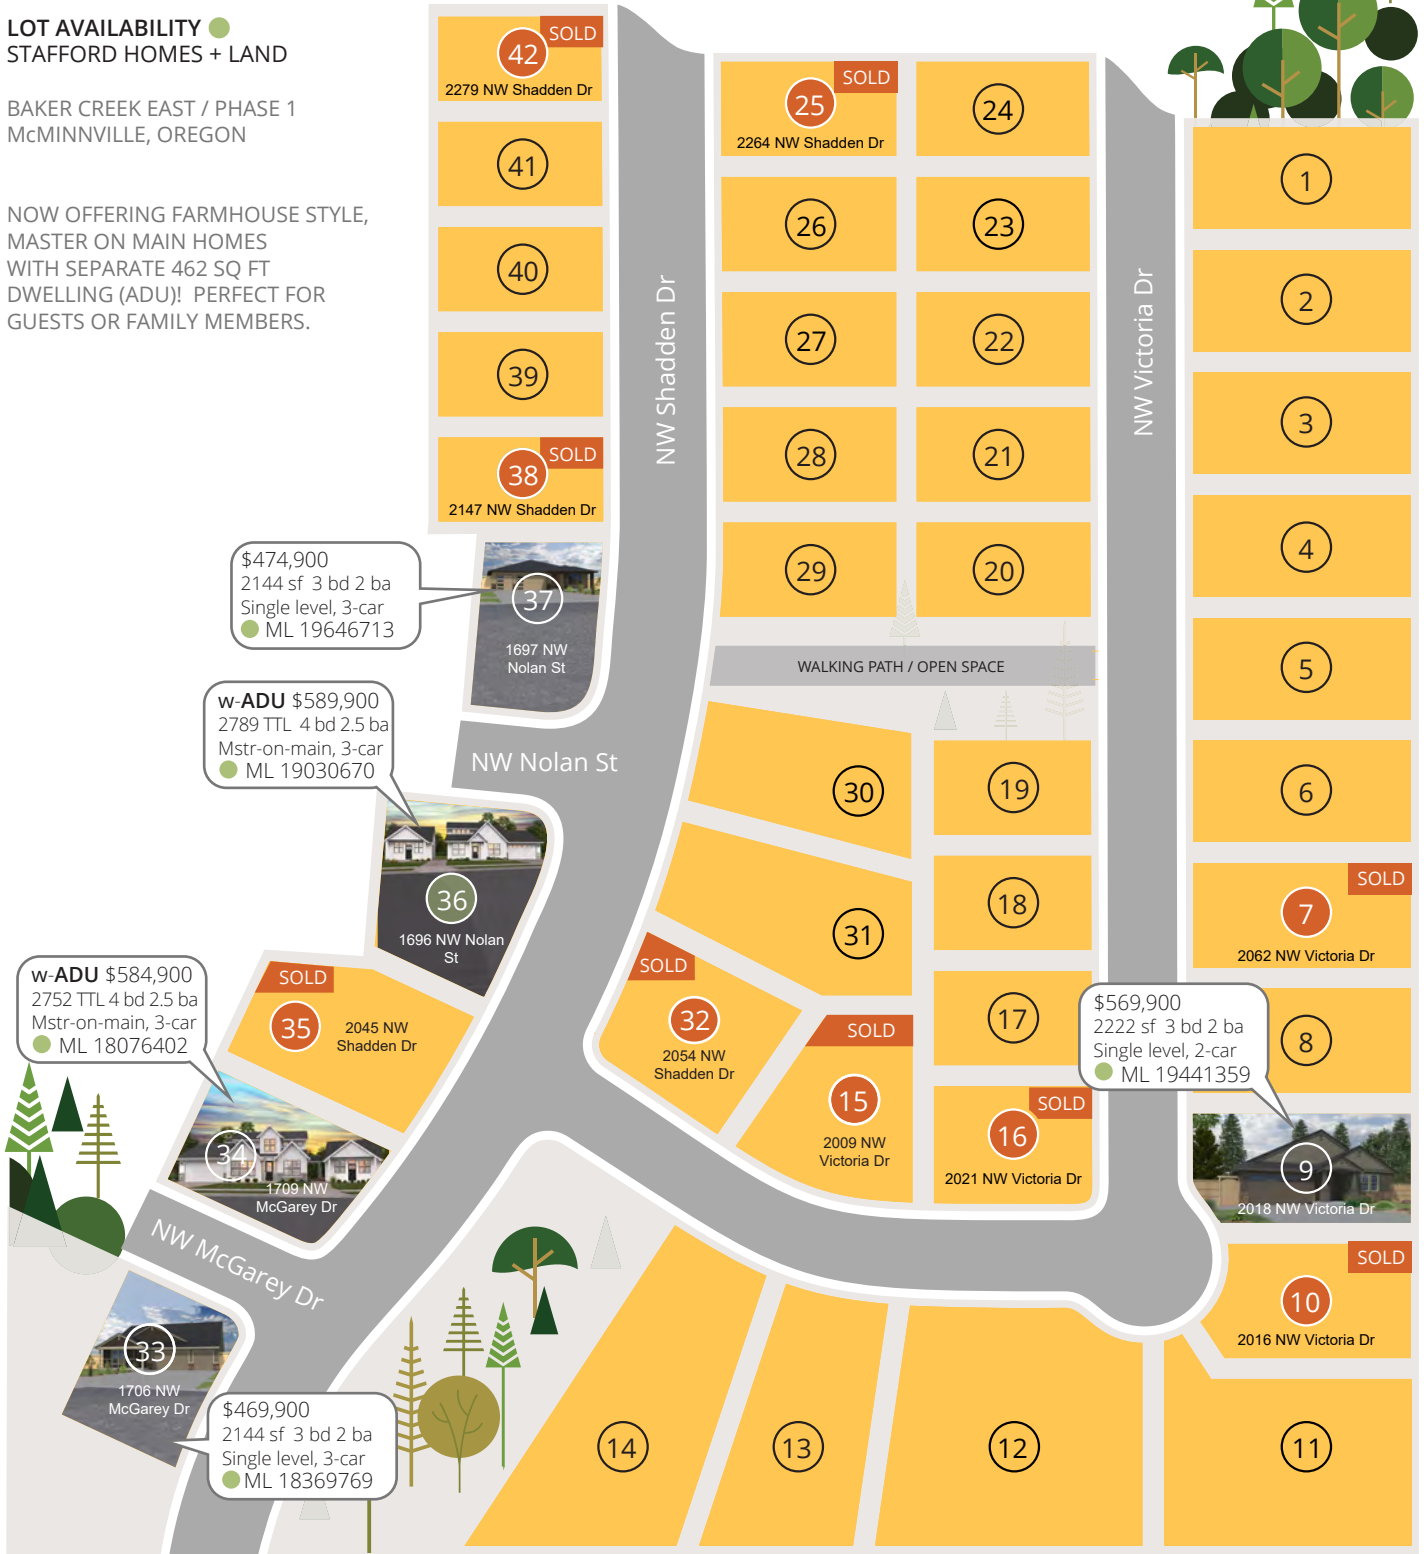 LOT AVAILABILITY
STAFFORD HOMES + LAND
BAKER CREEK EAST / PHASE 1
McMINNVILLE, OREGON
NOW OFFERING FARMHOUSE STYLE,
MASTER ON MAIN HOMES
WITH SEPARATE 462 SQ FT
DWELLING (ADU)! PERFECT FOR
GUESTS OR FAMILY MEMBERS.
SOLD
42
2279 NW Shadden Dr
41
40
39
SOLD
38
2147 NW Shadden Dr
$474,900
2144 sf 3 bd 2 ba
Single level, 3-car
ML 19646713
37
1697 NW
Nolan St
w-ADU $589,900
2789 TTL 4 bd 2.5 ba
Mstr-on-main, 3-car
ML 19030670
NW Nolan St
36
1696 NW Nolan
St
w-ADU $584,900
2752 TTL 4 bd 2.5 ba
Mstr-on-main, 3-car
ML 18076402
SOLD
35
2045 NW
Shadden Dr
34
1709 NW
McGarey Dr
NW McGarey Dr
33
1706 NW
McGarey Dr
$469,900
2144 sf 3 bd 2 ba
Single level, 3-car
ML 18369769
NW Shadden Dr
SOLD
25
2264 NW Shadden Dr
24
26
23
27
22
28
21
29
20
WALKING PATH / OPEN SPACE
30
19
31
18
SOLD
32
2054 NW
Shadden Dr
17
SOLD
15
2009 NW
Victoria Dr
SOLD
16
2021 NW Victoria Dr
NW Victoria Dr
1
2
3
4
5
6
SOLD
7
2062 NW Victoria Dr
$569,900
2222 sf 3 bd 2 ba
Single level, 2-car
ML 19441359
8
9
2018 NW Victoria Dr
SOLD
10
2016 NW Victoria Dr
14
13
12
11